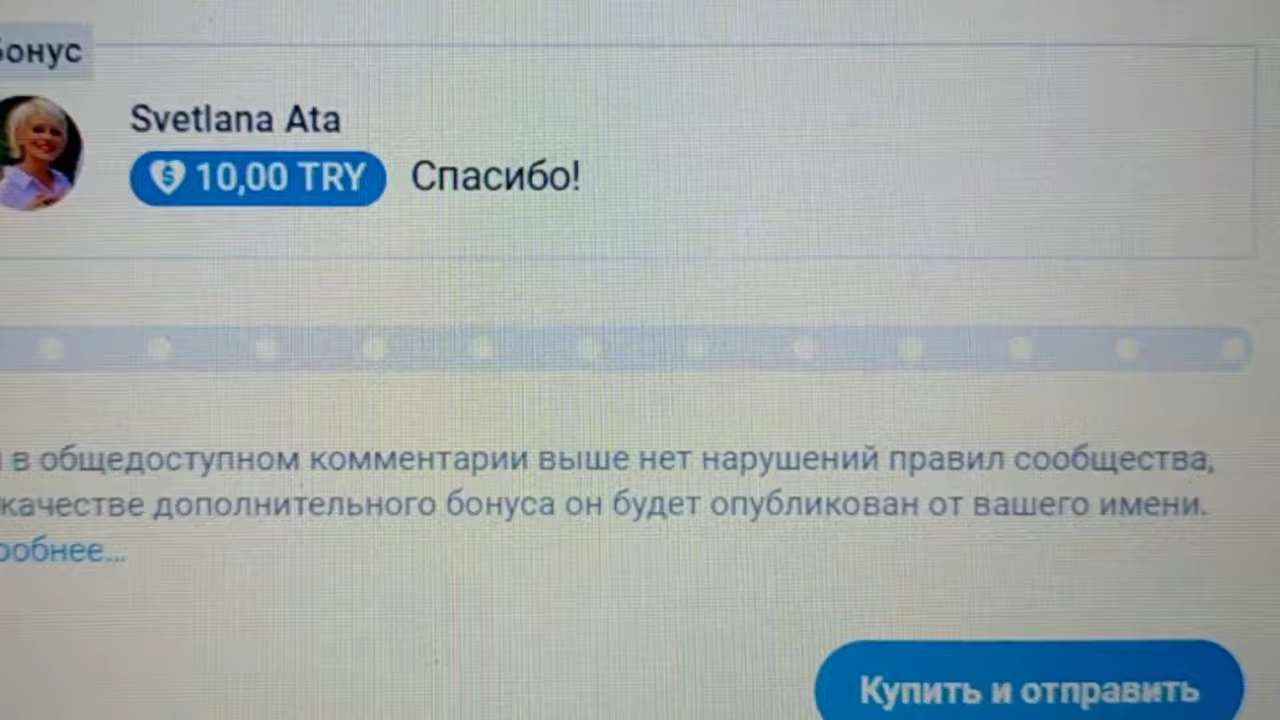 Бонус
Svetlana Ata
10,00 TRY Спасибо!
в общедоступном комментарии выше нет нарушений правил сообщества,
качестве дополнительного бонуса он будет опубликован от вашего имени.
робнее...
Купить и отправить